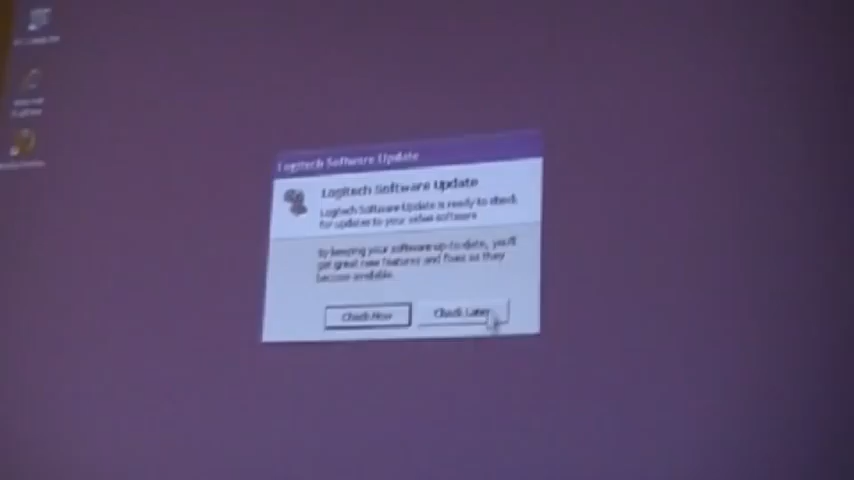 Logitech Software Update
Logitech Software Update
Logitech Software Update is ready to check
for updates to your video software
By keeping your software up-to-date, you'll
get great new features and fixes as they
become available.
Check Now
Check Later